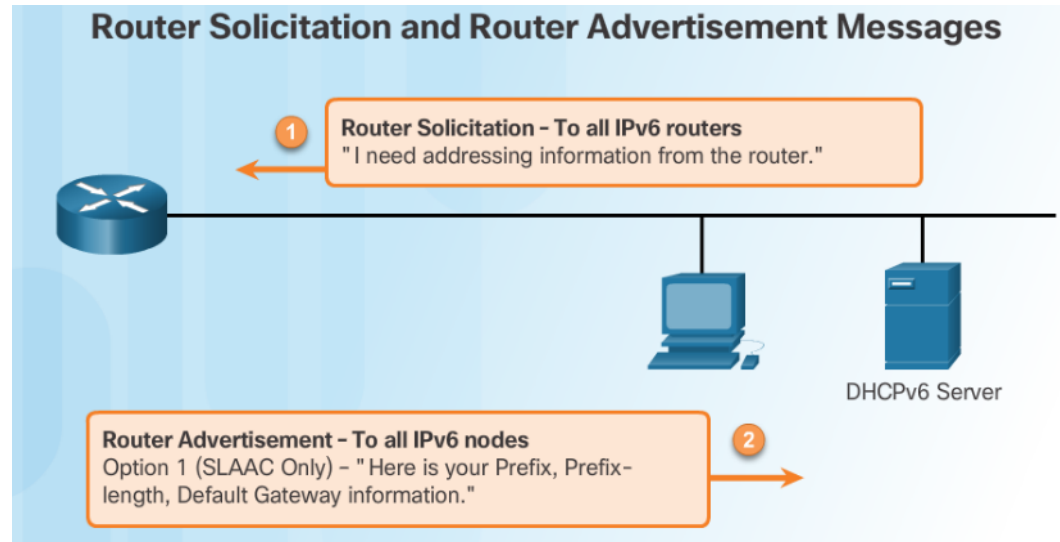 Router Solicitation and Router Advertisement Messages
1
Router Solicitation – To all IPv6 routers
"I need addressing information from the router."
DHCPv6 Server
Router Advertisement – To all IPv6 nodes
Option 1 (SLAAC Only) – "Here is your Prefix, Prefix-
length, Default Gateway information."
2